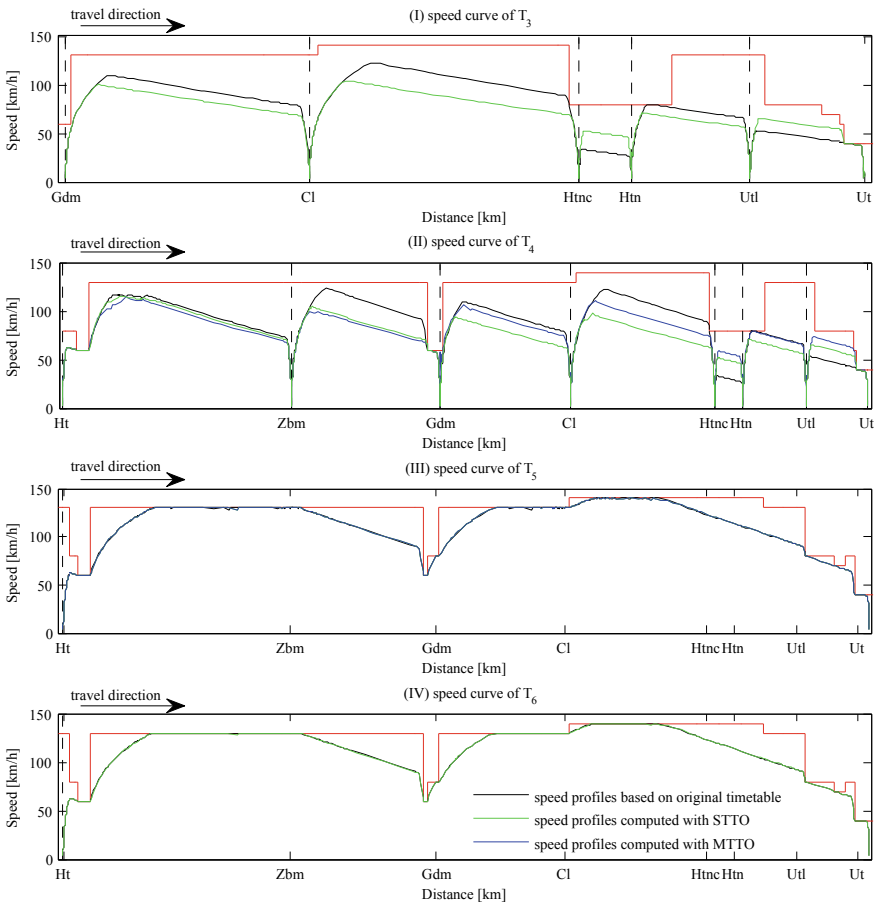 (I) speed curve of T3
travel direction
150
100
50
0
Speed [km/h]
Gdm Cl Htnc Htn Utl Ut
Distance [km]
(II) speed curve of T4
travel direction
150
100
50
0
Speed [km/h]
Ht Zbm Gdm Cl Htnc Htn Utl Ut
Distance [km]
(III) speed curve of T5
travel direction
150
100
50
0
Speed [km/h]
Ht Zbm Gdm Cl Htnc Htn Utl Ut
Distance [km]
(IV) speed curve of T6
travel direction
150
100
50
0
Speed [km/h]
speed profiles based on original timetable
speed profiles computed with STTO
speed profiles computed with MTTO
Ht Zbm Gdm Cl Htnc Htn Utl Ut
Distance [km]